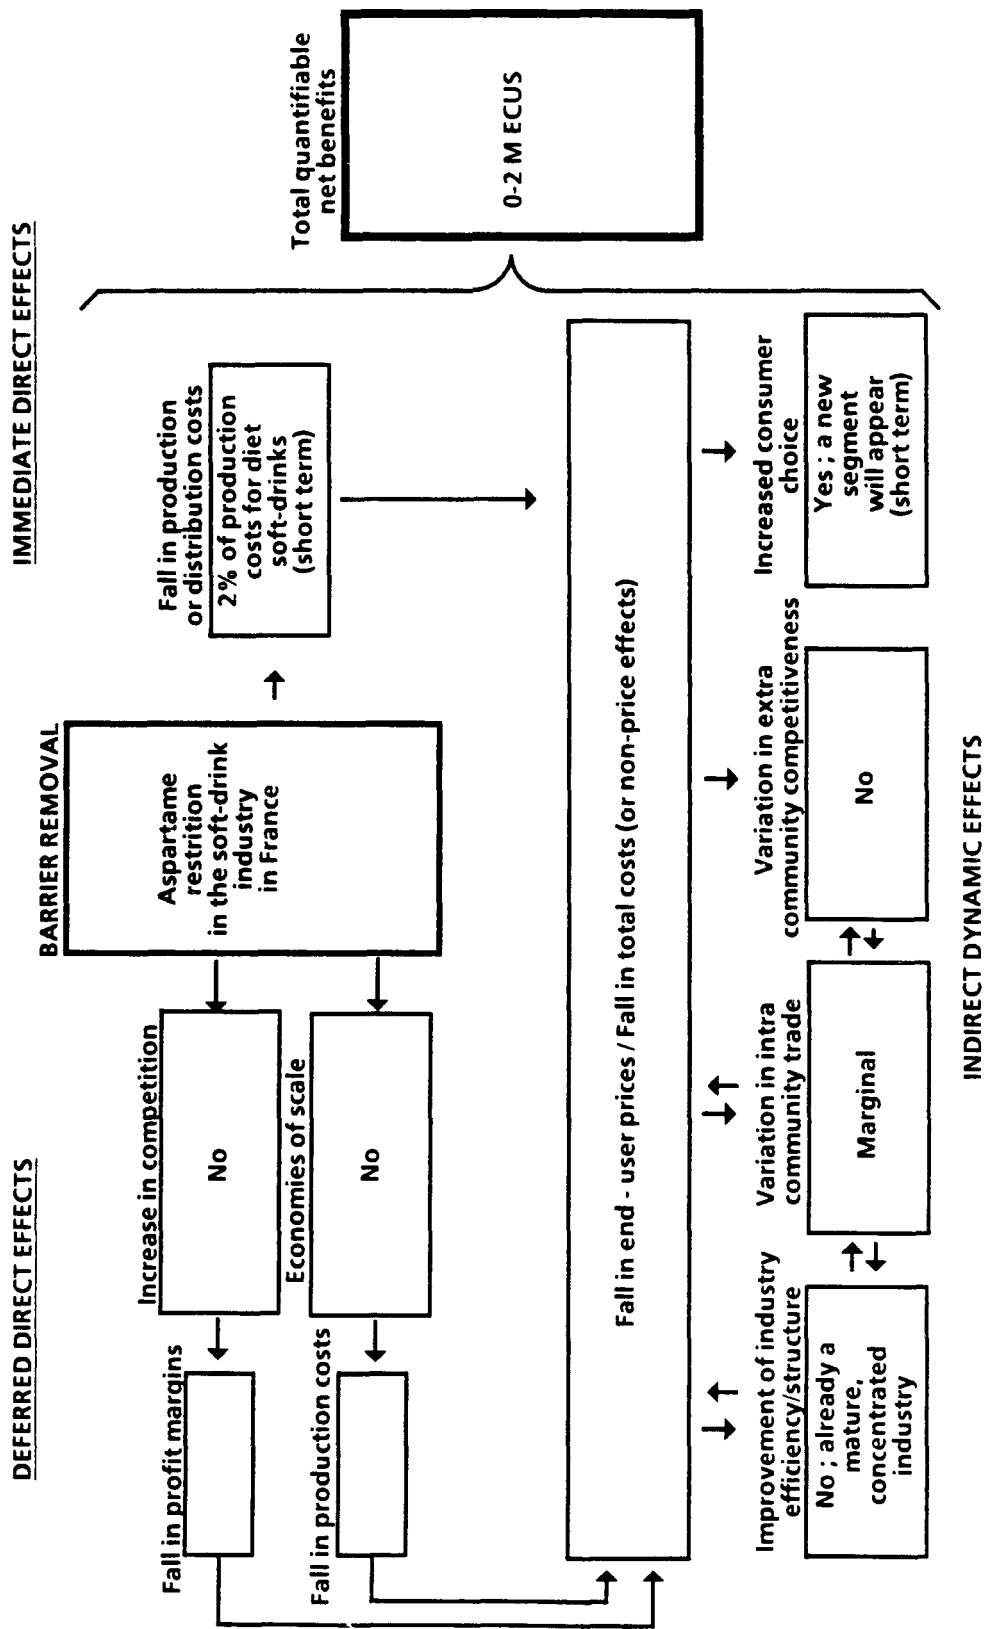 DEFERRED DIRECT EFFECTS
IMMEDIATE DIRECT EFFECTS
BARRIER REMOVAL
Aspartame
restrition
in the soft-drink
industry
in France
Increase in competition
No
Economies of scale
No
Fall in profit margins
Fall in production costs
Fall in production
or distribution costs
2% of production
costs for diet
soft-drinks
(short term)
Total quantifiable
net benefits
0-2 M ECUS
Fall in end - user prices / Fall in total costs (or non-price effects)
Improvement of industry
efficiency/structure
No ; already a
mature,
concentrated
industry
Variation in intra
community trade
Marginal
Variation in extra
community competitiveness
No
Increased consumer
choice
Yes ; a new
segment
will appear
(short term)
INDIRECT DYNAMIC EFFECTS